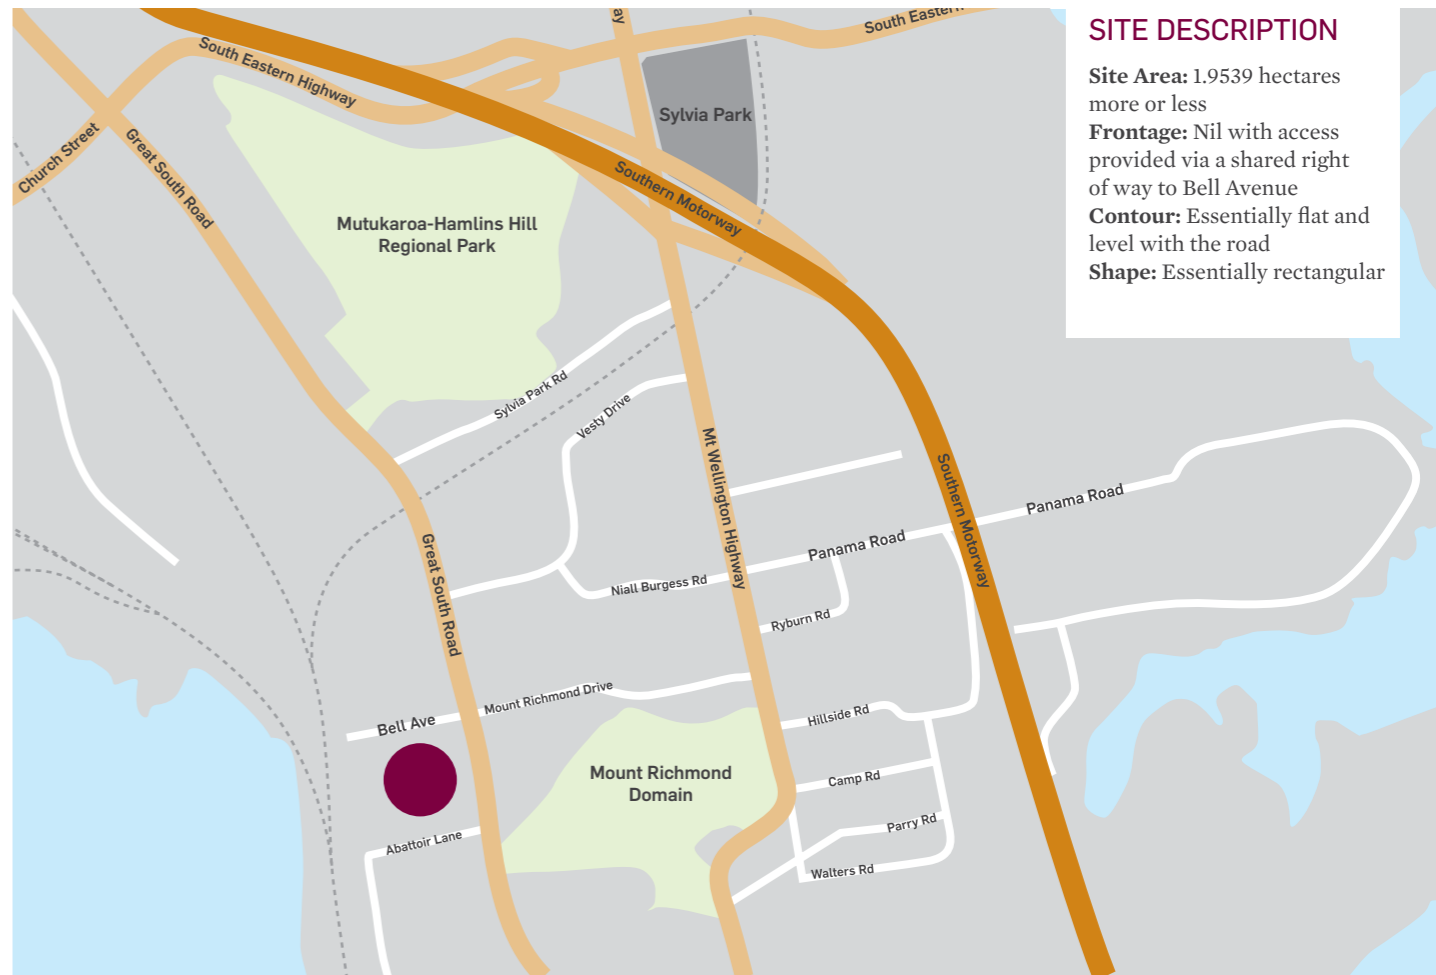 SITE DESCRIPTION
Site Area: 1.9539 hectares
more or less
Frontage: Nil with access
provided via a shared right
of way to Bell Avenue
Contour: Essentially flat and
level with the road
Shape: Essentially rectangular
ay
South Eastern
South Eastern Highway
Sylvia Park
Church Street
Great South Road
Southern Motorway
Mutukaroa-Hamlins Hill
Regional Park
Sylvia Park Rd
Vesty Drive
Mt Wellington Highway
Southern Motorway
Panama Road
Panama Road
Great South Road
Niall Burgess Rd
Ryburn Rd
Mount Richmond Drive
Bell Ave
Hillside Rd
Mount Richmond
Domain
Camp Rd
Parry Rd
Abattoir Lane
Walters Rd